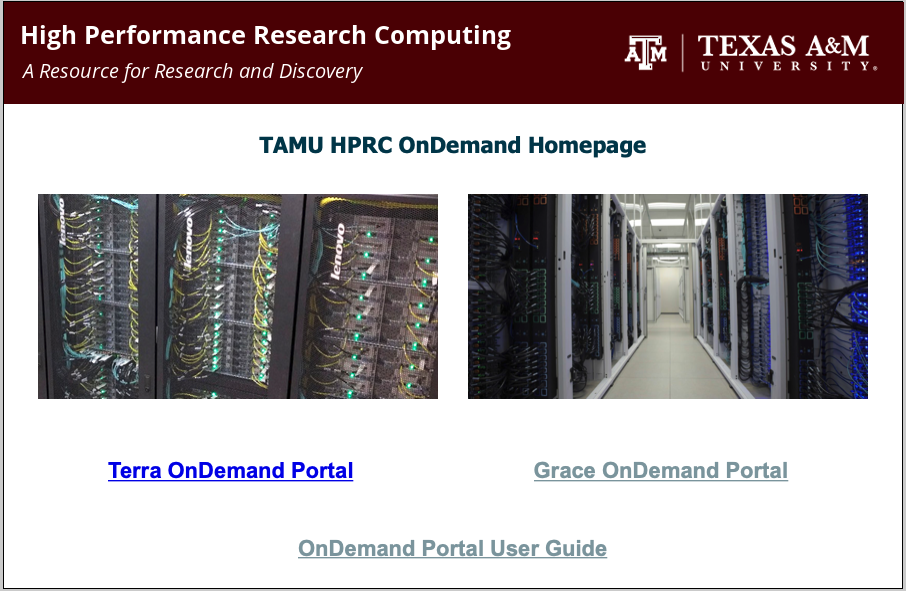 High Performance Research Computing
A Resource for Research and Discovery
ATM
TEXAS A&M
UNIVERSITY®
TAMU HPRC OnDemand Homepage
Lenovo
Lenovo
lenovo
Terra OnDemand Portal
Grace OnDemand Portal
OnDemand Portal User Guide